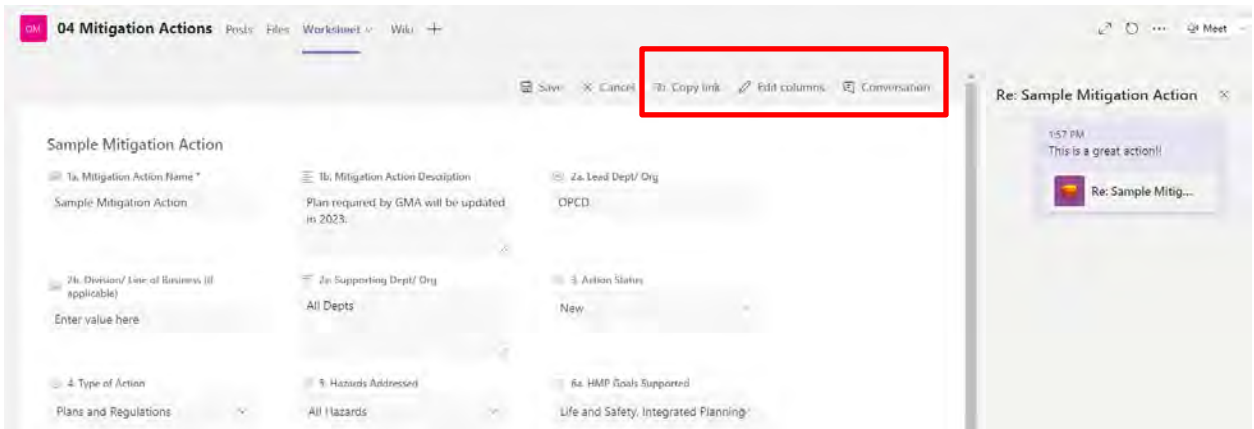 OM 04 Mitigation Actions Posts Files Worksheet Wiki + ... Meet
Save × Cancel Copy link Edit columns Conversation
Re: Sample Mitigation Action ×
1:57 PM
This is a great action!!
Re: Sample Mitig...
Sample Mitigation Action
1a. Mitigation Action Name * 1b. Mitigation Action Description 2a. Lead Dept/ Org
Sample Mitigation Action Plan required by GMA will be updated OPCD
in 2023.
2b. Division/ Line of Business (if 2c. Supporting Dept/ Org 3. Action Status
applicable) All Depts New
Enter value here
4. Type of Action 5. Hazards Addressed 6a. HMP Goals Supported
Plans and Regulations All Hazards Life and Safety, Integrated Planning